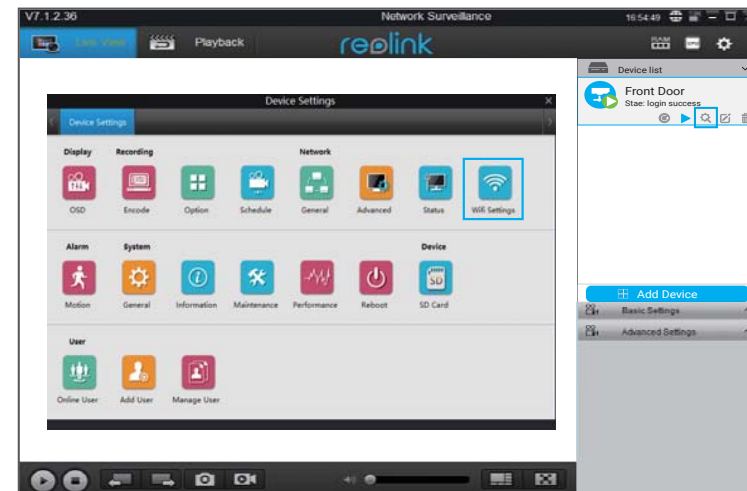 V7.1.2.36 Network Surveillance 16:54:49
Live View Playback reolink
Device list
Front Door
Stae: login success
Device Settings
Device Settings
Display Recording Network
OSD Encode Option Schedule General Advanced Status Wifi Settings
Alarm System Device
SD
Motion General Information Maintenance Performance Reboot SD Card
User
Online User Add User Manage User
Add Device
Basic Settings
Advanced Settings